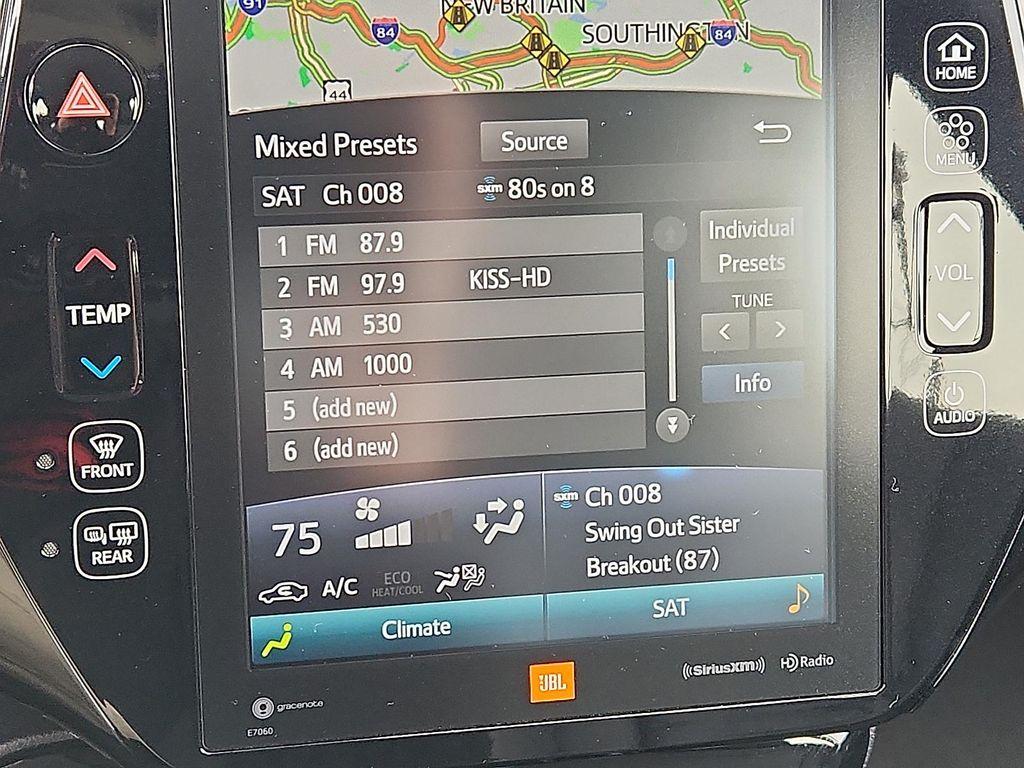 91
84
NEW BRITAIN
SOUTHINGTON
84
44
HOME
MENU
Mixed Presets
Source
SAT Ch 008
sxm 80s on 8
1 FM 87.9
2 FM 97.9 KISS-HD
3 AM 530
4 AM 1000
5 (add new)
6 (add new)
Individual
Presets
TUNE
< >
Info
TEMP
VOL
AUDIO
FRONT
REAR
75
A/C
ECO
HEAT/COOL
sxm Ch 008
Swing Out Sister
Breakout (87)
Climate
SAT
JBL
((SiriusXM))
HD Radio
gracenote
E7060